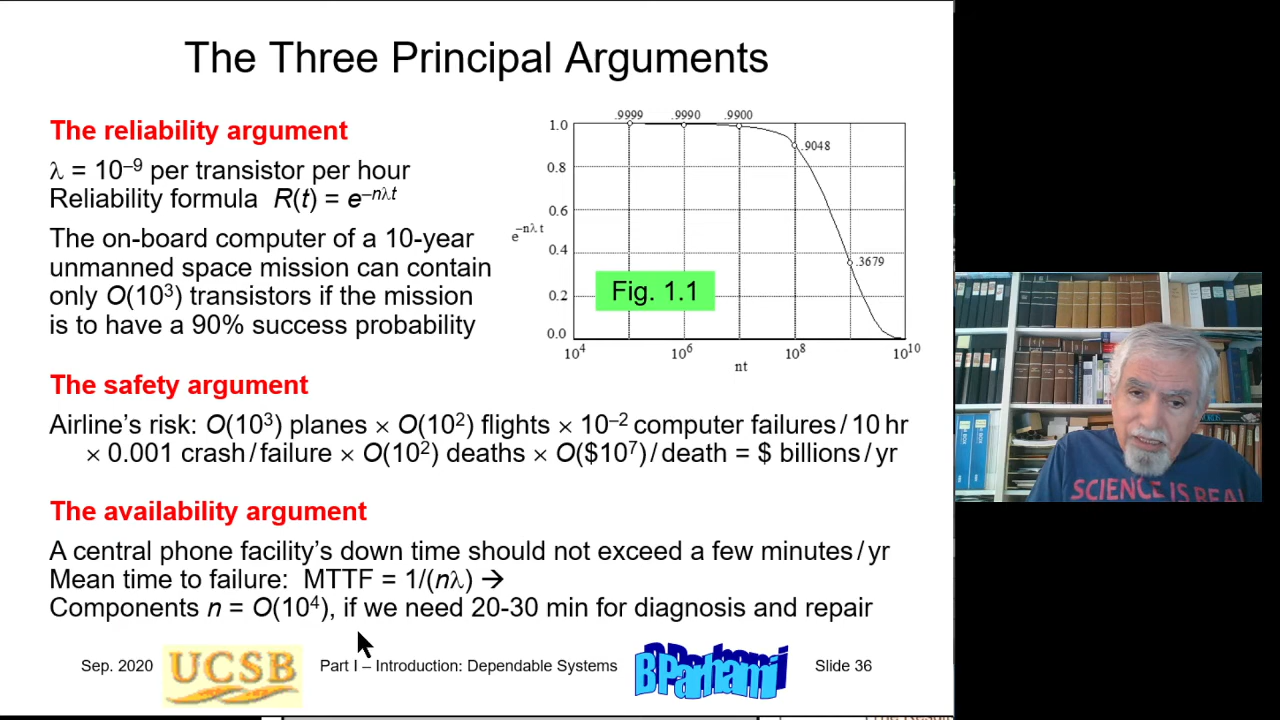 The Three Principal Arguments
The reliability argument
λ = 10⁻⁹ per transistor per hour
Reliability formula R(t) = e⁻ⁿλᵗ
The on-board computer of a 10-year
unmanned space mission can contain
only O(10³) transistors if the mission
is to have a 90% success probability
.9999 .9990 .9900
1.0
.9048
0.8
0.6
e⁻ⁿλ ᵗ
0.4
.3679
Fig. 1.1
0.2
0.0
10⁴ 10⁶ 10⁸ 10¹⁰
nt
The safety argument
Airline's risk: O(10³) planes × O(10²) flights × 10⁻² computer failures / 10 hr
× 0.001 crash / failure × O(10²) deaths × O($10⁷) / death = $ billions / yr
The availability argument
A central phone facility's down time should not exceed a few minutes / yr
Mean time to failure: MTTF = 1/(nλ) →
Components n = O(10⁴), if we need 20-30 min for diagnosis and repair
Sep. 2020 UCSB Part I – Introduction: Dependable Systems B Parhami Slide 36
SCIENCE IS REAL